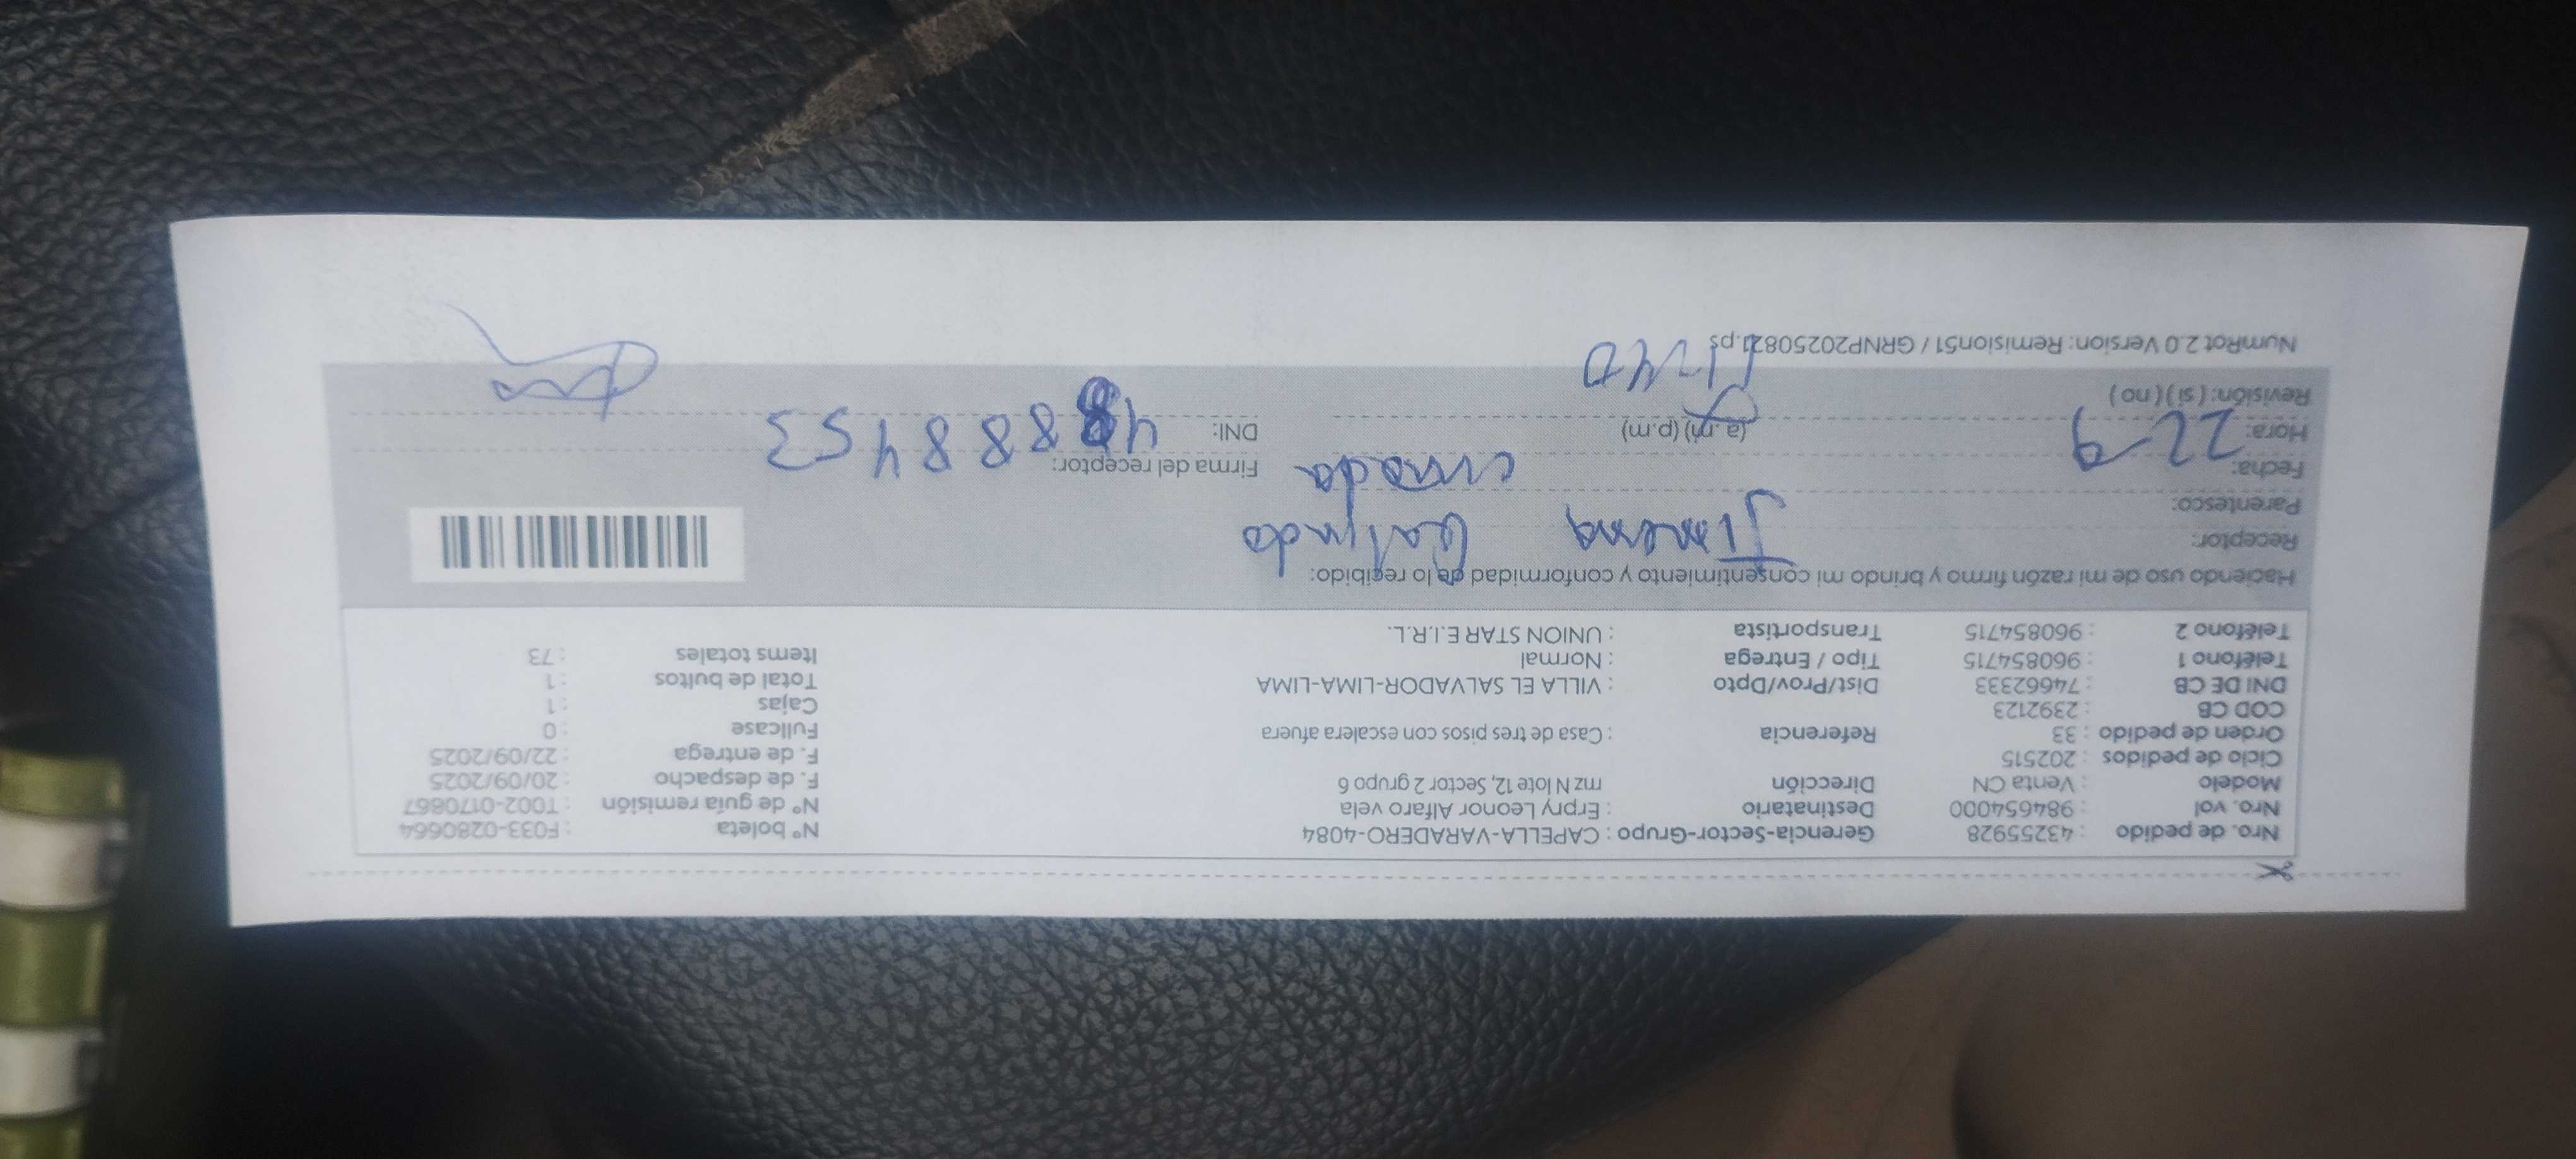 Nro. de pedido : 43255928 Gerencia-Sector-Grupo : CAPELLA-VARADERO-4084 N° boleta : F033-0280664
Nro. vol : 984654000 Destinatario : Erpry Leonor Alfaro vela N° de guía remisión : T002-0170867
Modelo : Venta CN Dirección mz N lote 12, Sector 2 grupo 6 F. de despacho : 20/09/2025
Ciclo de pedidos : 202515 F. de entrega : 22/09/2025
Orden de pedido : 33 Referencia : Casa de tres pisos con escalera afuera Fullcase : 0
COD CB : 2392123 Cajas : 1
DNI DE CB : 74662333 Dist/Prov/Dpto : VILLA EL SALVADOR-LIMA-LIMA Total de bultos : 1
Teléfono 1 : 960854715 Tipo / Entrega : Normal Items totales : 73
Teléfono 2 : 960854715 Transportista : UNION STAR E.I.R.L.
Haciendo uso de mi razón firmo y brindo mi consentimiento y conformidad de lo recibido:
Receptor: Jimena Galindo
Parentesco: cuñada
Fecha: 22-9 Firma del receptor:
Hora: (a.m) (p.m) DNI: 48888453
Revisión: ( si ) ( no )
NumRot 2.0 Version: Remision51 / GRNP20250821.ps